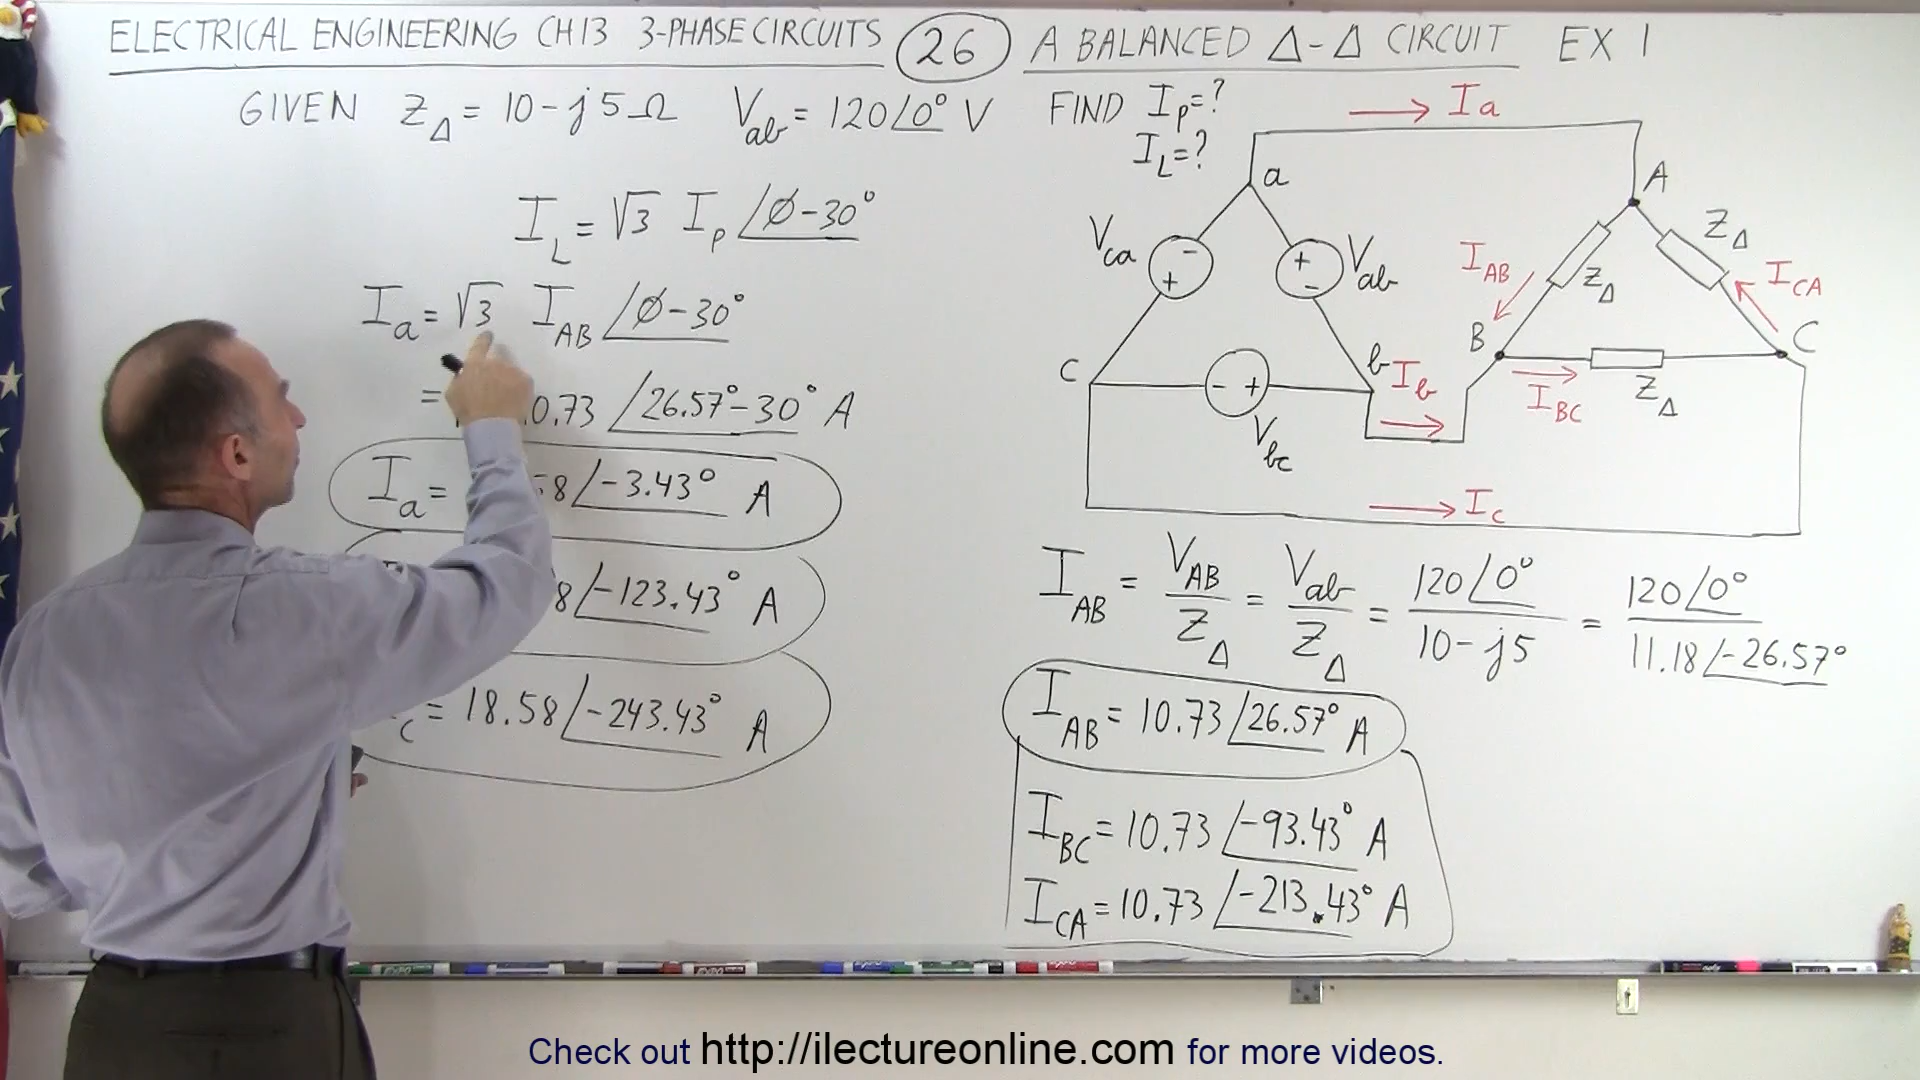 ELECTRICAL ENGINEERING CH13 3-PHASE CIRCUITS 26 A BALANCED Δ-Δ CIRCUIT EX 1
GIVEN Z_Δ = 10-j5Ω V_ab = 120∠0° V FIND I_P=?
I_L=?
I_L = √3 I_P ∠Ø-30°
I_a = √3 I_AB ∠Ø-30°
= 0.73 ∠26.57°-30° A
I_a = 8∠-3.43° A
8∠-123.43° A
c = 18.58∠-243.43° A
I_a
a
A
V_ca
-
+
+
-
V_ab
I_AB
Z_Δ
Z_Δ
I_CA
c
b
B
C
-
+
V_bc
I_b
I_BC
Z_Δ
I_c
I_AB = V_AB/Z_Δ = V_ab/Z_Δ = 120∠0°/10-j5 = 120∠0°/11.18∠-26.57°
I_AB = 10.73∠26.57° A
I_BC = 10.73∠-93.43° A
I_CA = 10.73∠-213.43° A
EXPO
EXPO
Check out http://ilectureonline.com for more videos.